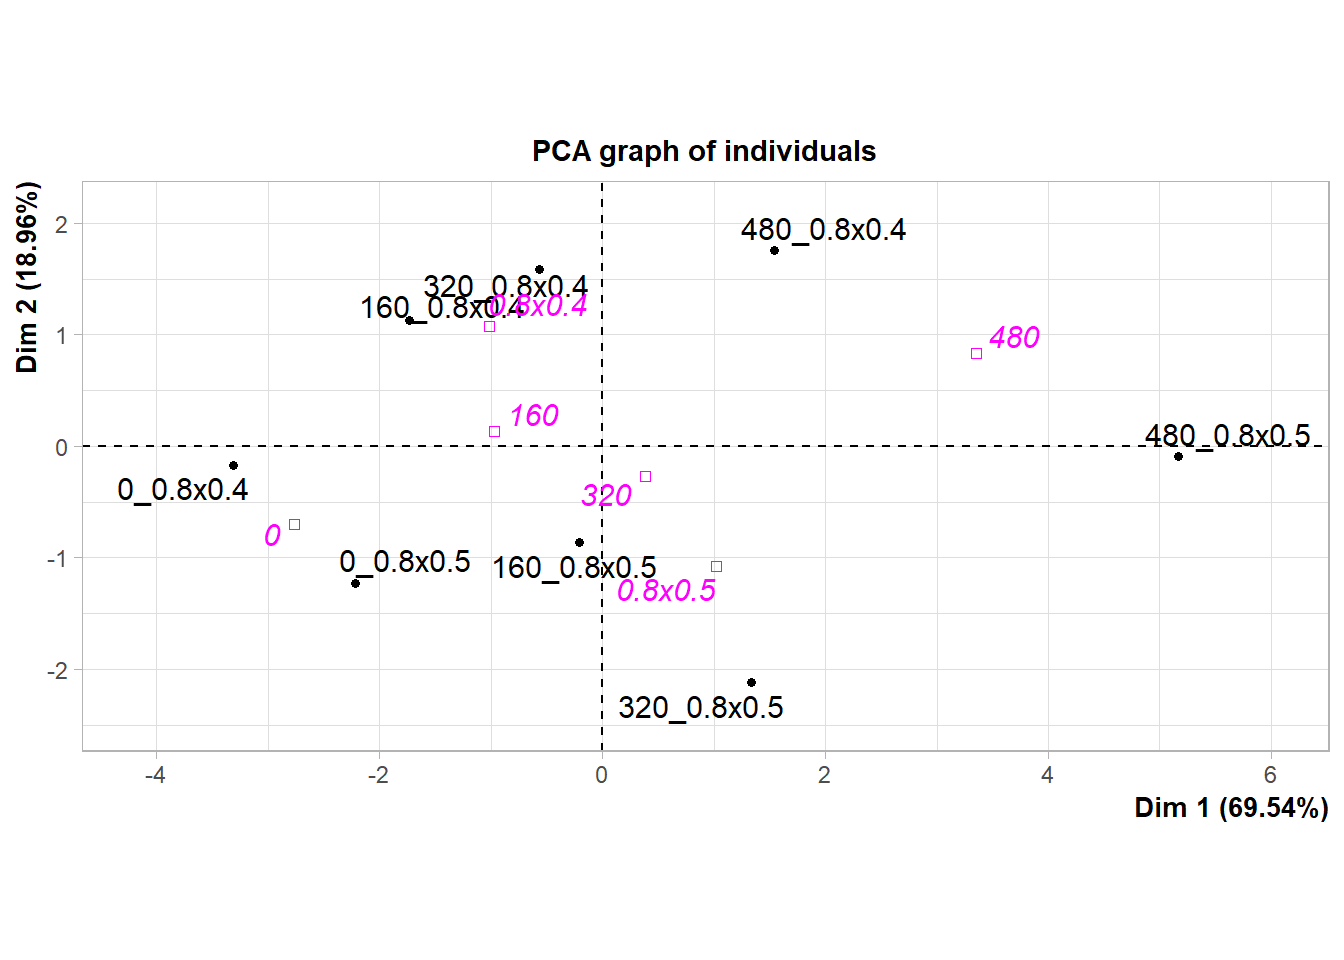 PCA graph of individuals
Dim 2 (18.96%)
2
1
0
-1
-2
480_0.8x0.4
320_0.8x0.4
160_0.8x0.4
0.8x0.4
480
160
480_0.8x0.5
0_0.8x0.4
320
0
0_0.8x0.5
160_0.8x0.5
0.8x0.5
320_0.8x0.5
-4
-2
0
2
4
6
Dim 1 (69.54%)